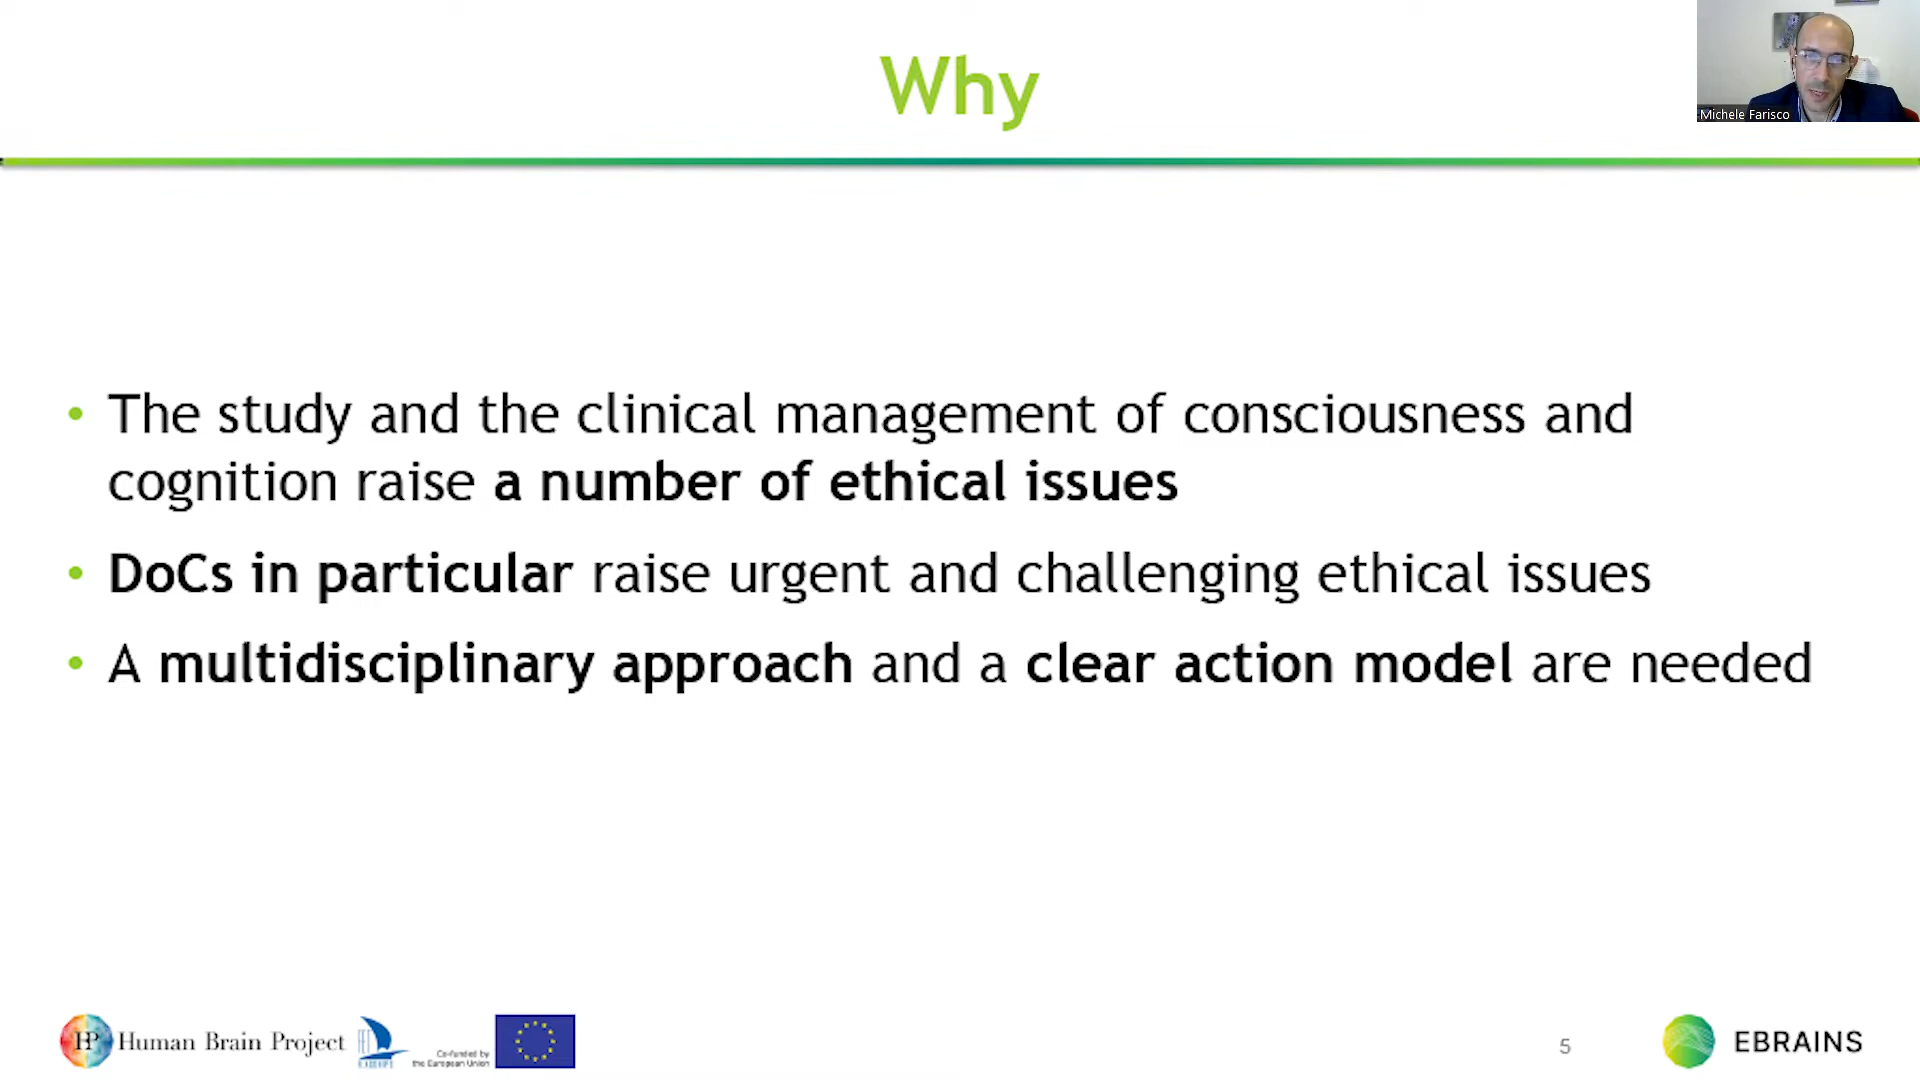 Why
Michele Farisco
• The study and the clinical management of consciousness and
cognition raise a number of ethical issues
• DoCs in particular raise urgent and challenging ethical issues
• A multidisciplinary approach and a clear action model are needed
HP Human Brain Project
Co-funded by
the European Union
5
EBRAINS